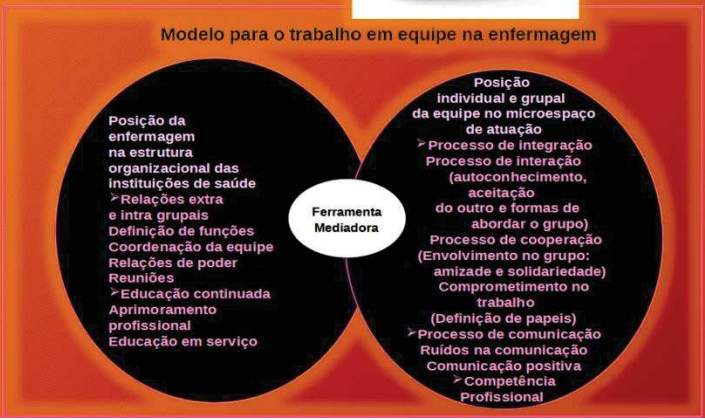 Modelo para o trabalho em equipe na enfermagem
Posição da
enfermagem
na estrutura
organizacional das
instituições de saúde
➢Relações extra
e intra grupais
Definição de funções
Coordenação da equipe
Relações de poder
Reuniões
➢Educação continuada
Aprimoramento
profissional
Educação em serviço
Ferramenta
Mediadora
Posição
individual e grupal
da equipe no microespaço
de atuação
➢Processo de integração
Processo de interação
(autoconhecimento,
aceitação
do outro e formas de
abordar o grupo)
Processo de cooperação
(Envolvimento no grupo:
amizade e solidariedade)
Comprometimento no
trabalho
(Definição de papeis)
➢Processo de comunicação
Ruídos na comunicação
Comunicação positiva
➢Competência
Profissional